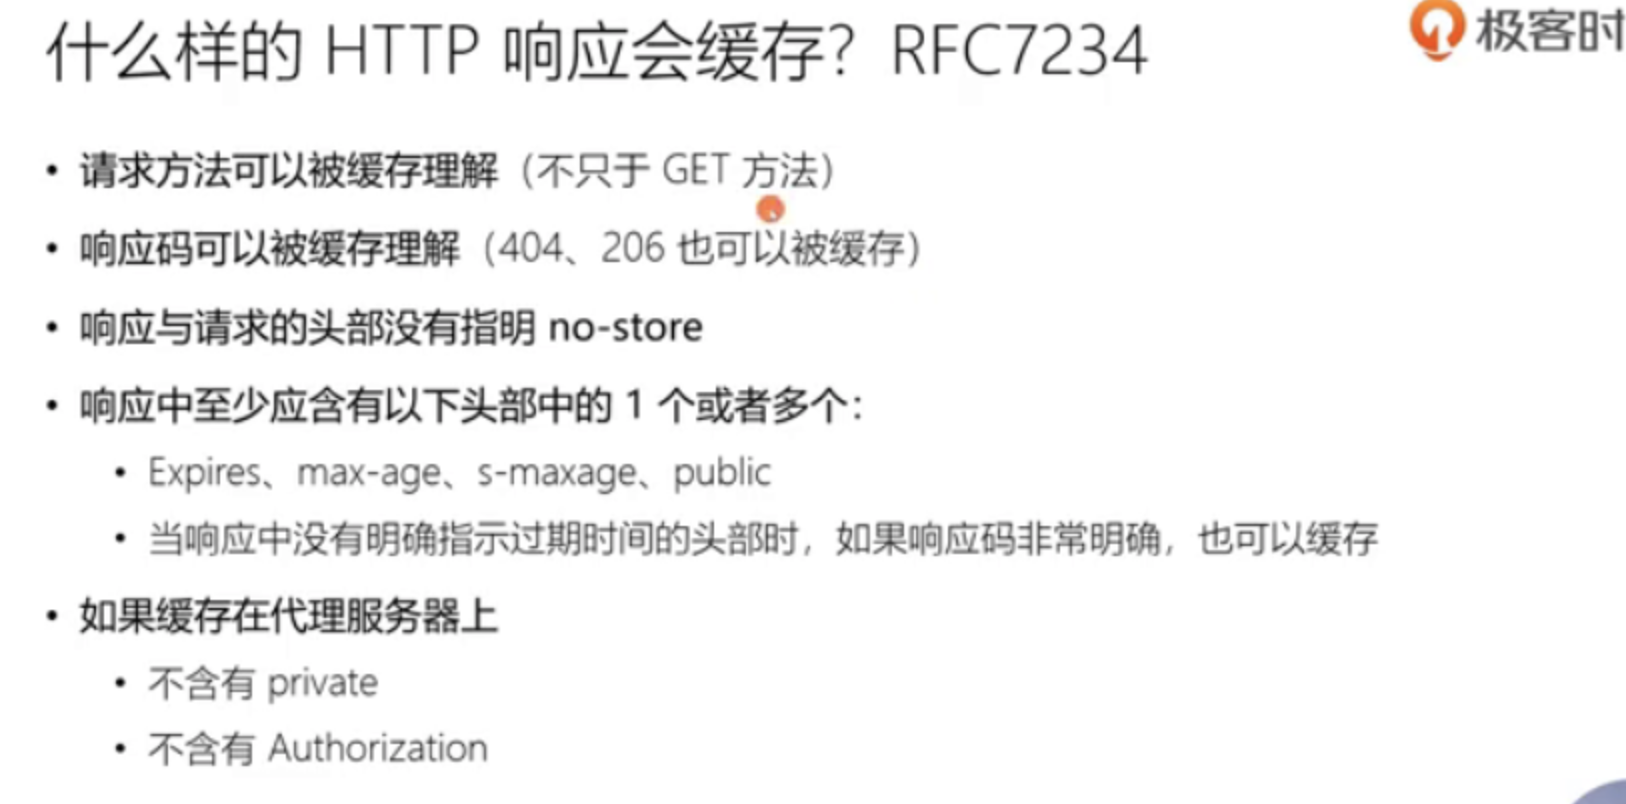 什么样的 HTTP 响应会缓存？RFC7234
极客时
• 请求方法可以被缓存理解（不只于 GET 方法）
• 响应码可以被缓存理解（404、206 也可以被缓存）
• 响应与请求的头部没有指明 no-store
• 响应中至少应含有以下头部中的 1 个或者多个：
• Expires、max-age、s-maxage、public
• 当响应中没有明确指示过期时间的头部时，如果响应码非常明确，也可以缓存
• 如果缓存在代理服务器上
• 不含有 private
• 不含有 Authorization